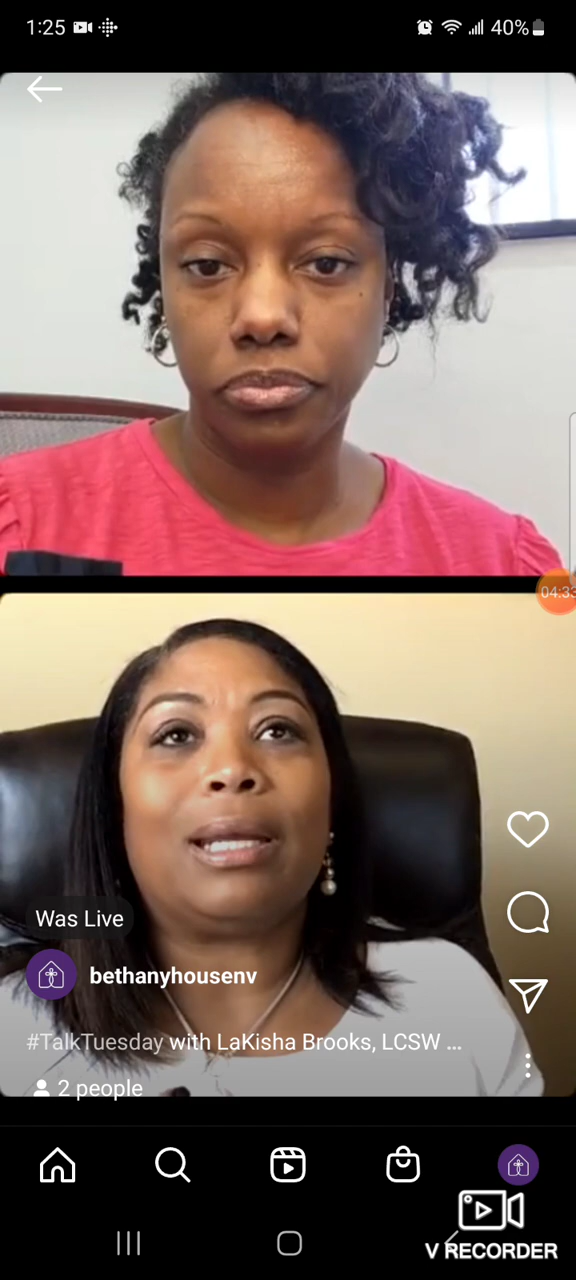 1:25
40%
04:33
Was Live
bethanyhousenv
#TalkTuesday with LaKisha Brooks, LCSW ...
2 people
V RECORDER